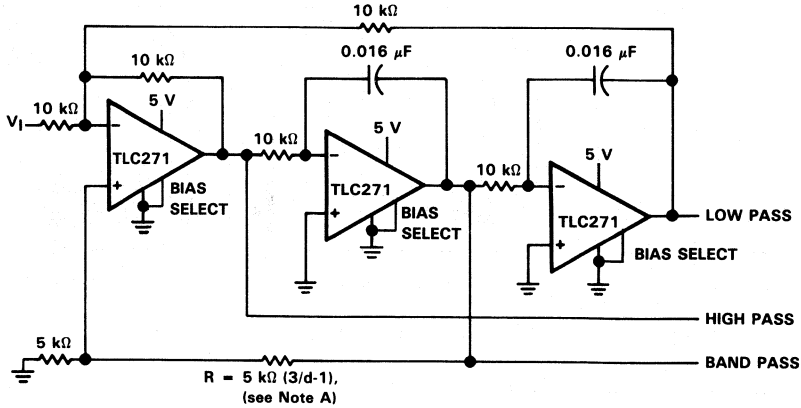 10 kΩ
10 kΩ
0.016 μF
0.016 μF
VI
10 kΩ
5 V
−
TLC271
+
BIAS
SELECT
10 kΩ
5 V
−
TLC271
+
BIAS
SELECT
10 kΩ
5 V
−
TLC271
+
BIAS SELECT
LOW PASS
HIGH PASS
BAND PASS
5 kΩ
R = 5 kΩ (3/d-1),
(see Note A)